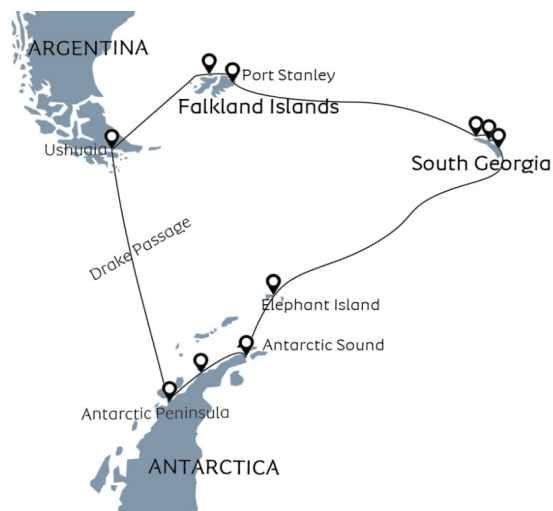 ARGENTINA
Port Stanley
Falkland Islands
Ushuaia
South Georgia
Drake Passage
Elephant Island
Antarctic Sound
Antarctic Peninsula
ANTARCTICA